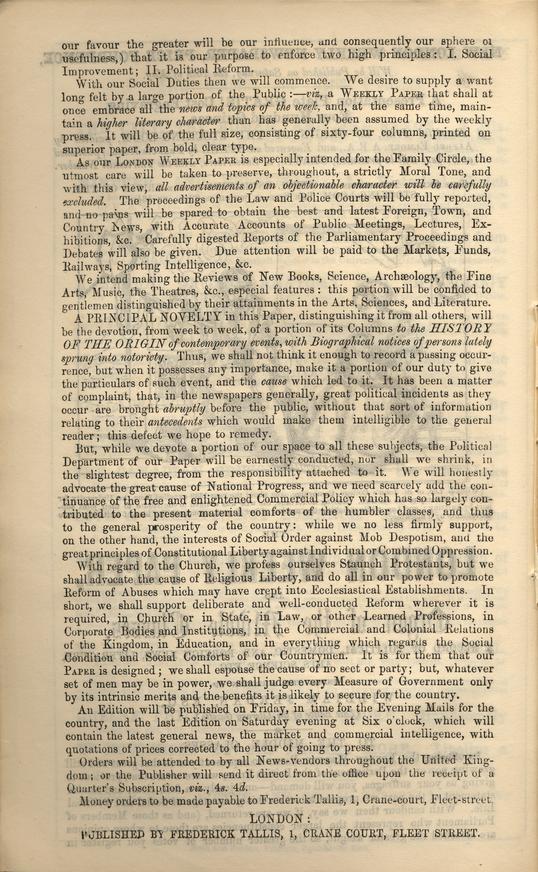 our favour the greater will be our influence, and consequently our sphere of
usefulness,) that it is our purpose to enforce two high principles: I. Social
Improvement; II. Political Reform.
With our Social Duties then we will commence. We desire to supply a want
long felt by a large portion of the Public:—viz, a WEEKLY PAPER that shall at
once embrace all the news and topics of the week, and, at the same time, main-
tain a higher literary character than has generally been assumed by the weekly
press. It will be of the full size, consisting of sixty-four columns, printed on
superior paper, from bold, clear type.
As our LONDON WEEKLY PAPER is especially intended for the Family Circle, the
utmost care will be taken to preserve, throughout, a strictly Moral Tone, and
with this view, all advertisements of an objectionable character will be carefully
excluded. The proceedings of the Law and Police Courts will be fully reported,
and no pains will be spared to obtain the best and latest Foreign, Town, and
Country News, with Accurate Accounts of Public Meetings, Lectures, Ex-
hibitions, &c. Carefully digested Reports of the Parliamentary Proceedings and
Debates will also be given. Due attention will be paid to the Markets, Funds,
Railways, Sporting Intelligence, &c.
We intend making the Reviews of New Books, Science, Archæology, the Fine
Arts, Music, the Theatres, &c., especial features: this portion will be confided to
gentlemen distinguished by their attainments in the Arts, Sciences, and Literature.
A PRINCIPAL NOVELTY in this Paper, distinguishing it from all others, will
be the devotion, from week to week, of a portion of its Columns to the HISTORY
OF THE ORIGIN of contemporary events, with Biographical notices of persons lately
sprung into notoriety. Thus, we shall not think it enough to record a passing occur-
rence, but when it possesses any importance, make it a portion of our duty to give
the particulars of such event, and the cause which led to it. It has been a matter
of complaint, that, in the newspapers generally, great political incidents as they
occur are brought abruptly before the public, without that sort of information
relating to their antecedents which would make them intelligible to the general
reader; this defect we hope to remedy.
But, while we devote a portion of our space to all these subjects, the Political
Department of our Paper will be earnestly conducted, nor shall we shrink, in
the slightest degree, from the responsibility attached to it. We will honestly
advocate the great cause of National Progress, and we need scarcely add the con-
tinuance of the free and enlightened Commercial Policy which has so largely con-
tributed to the present material comforts of the humbler classes, and thus
to the general prosperity of the country: while we no less firmly support,
on the other hand, the interests of Social Order against Mob Despotism, and the
great principles of Constitutional Liberty against Individual or Combined Oppression.
With regard to the Church, we profess ourselves Staunch Protestants, but we
shall advocate the cause of Religious Liberty, and do all in our power to promote
Reform of Abuses which may have crept into Ecclesiastical Establishments. In
short, we shall support deliberate and well-conducted Reform wherever it is
required, in Church or in State, in Law, or other Learned Professions, in
Corporate Bodies and Institutions, in the Commercial and Colonial Relations
of the Kingdom, in Education, and in everything which regards the Social
Condition and Social Comforts of our Countrymen. It is for them that our
PAPER is designed; we shall espouse the cause of no sect or party; but, whatever
set of men may be in power, we shall judge every Measure of Government only
by its intrinsic merits and the benefits it is likely to secure for the country.
An Edition will be published on Friday, in time for the Evening Mails for the
country, and the last Edition on Saturday evening at Six o'clock, which will
contain the latest general news, the market and commercial intelligence, with
quotations of prices corrected to the hour of going to press.
Orders will be attended to by all News-vendors throughout the United King-
dom; or the Publisher will send it direct from the office upon the receipt of a
Quarter's Subscription, viz., 4s. 4d.
Money orders to be made payable to Frederick Tallis, 1, Crane-court, Fleet-street.
LONDON:
PUBLISHED BY FREDERICK TALLIS, 1, CRANE COURT, FLEET STREET.